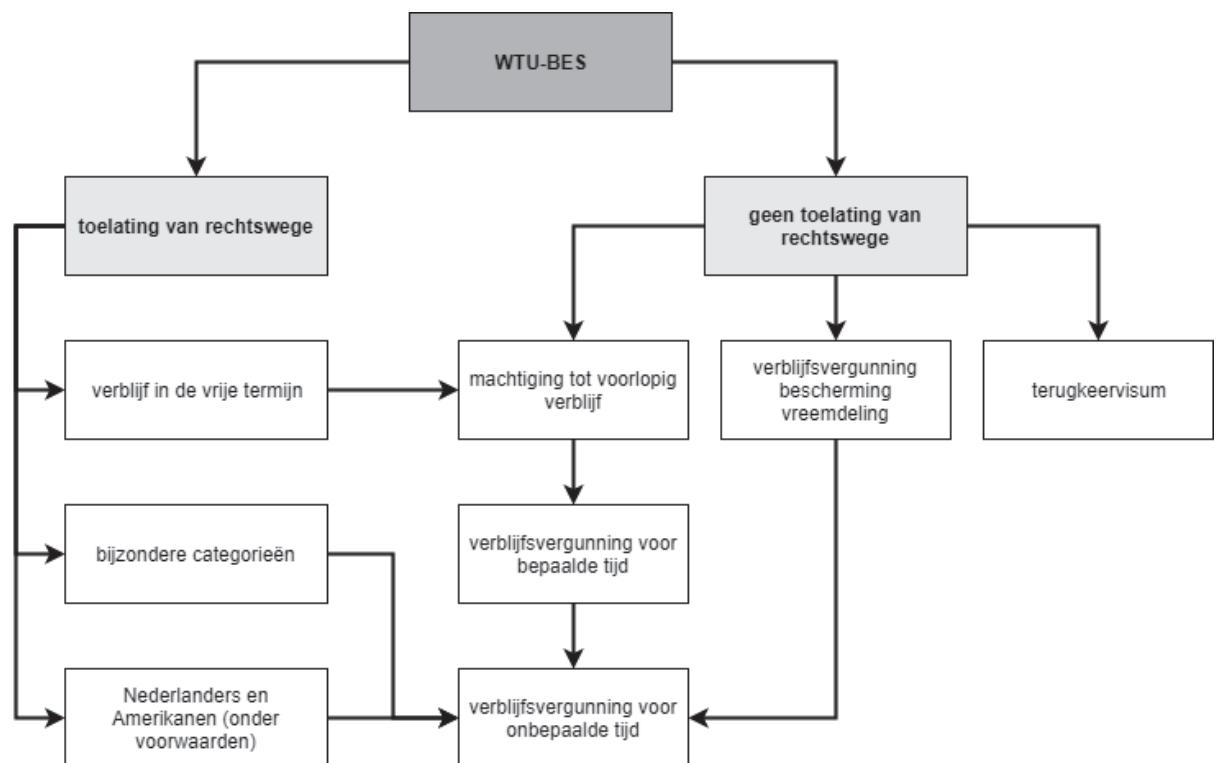 WTU-BES
toelating van rechtswege
geen toelating van
rechtswege
verblijf in de vrije termijn
machtiging tot voorlopig
verblijf
verblijfsvergunning
bescherming
vreemdeling
terugkeervisum
bijzondere categorieën
verblijfsvergunning voor
bepaalde tijd
Nederlanders en
Amerikanen (onder
voorwaarden)
verblijfsvergunning voor
onbepaalde tijd